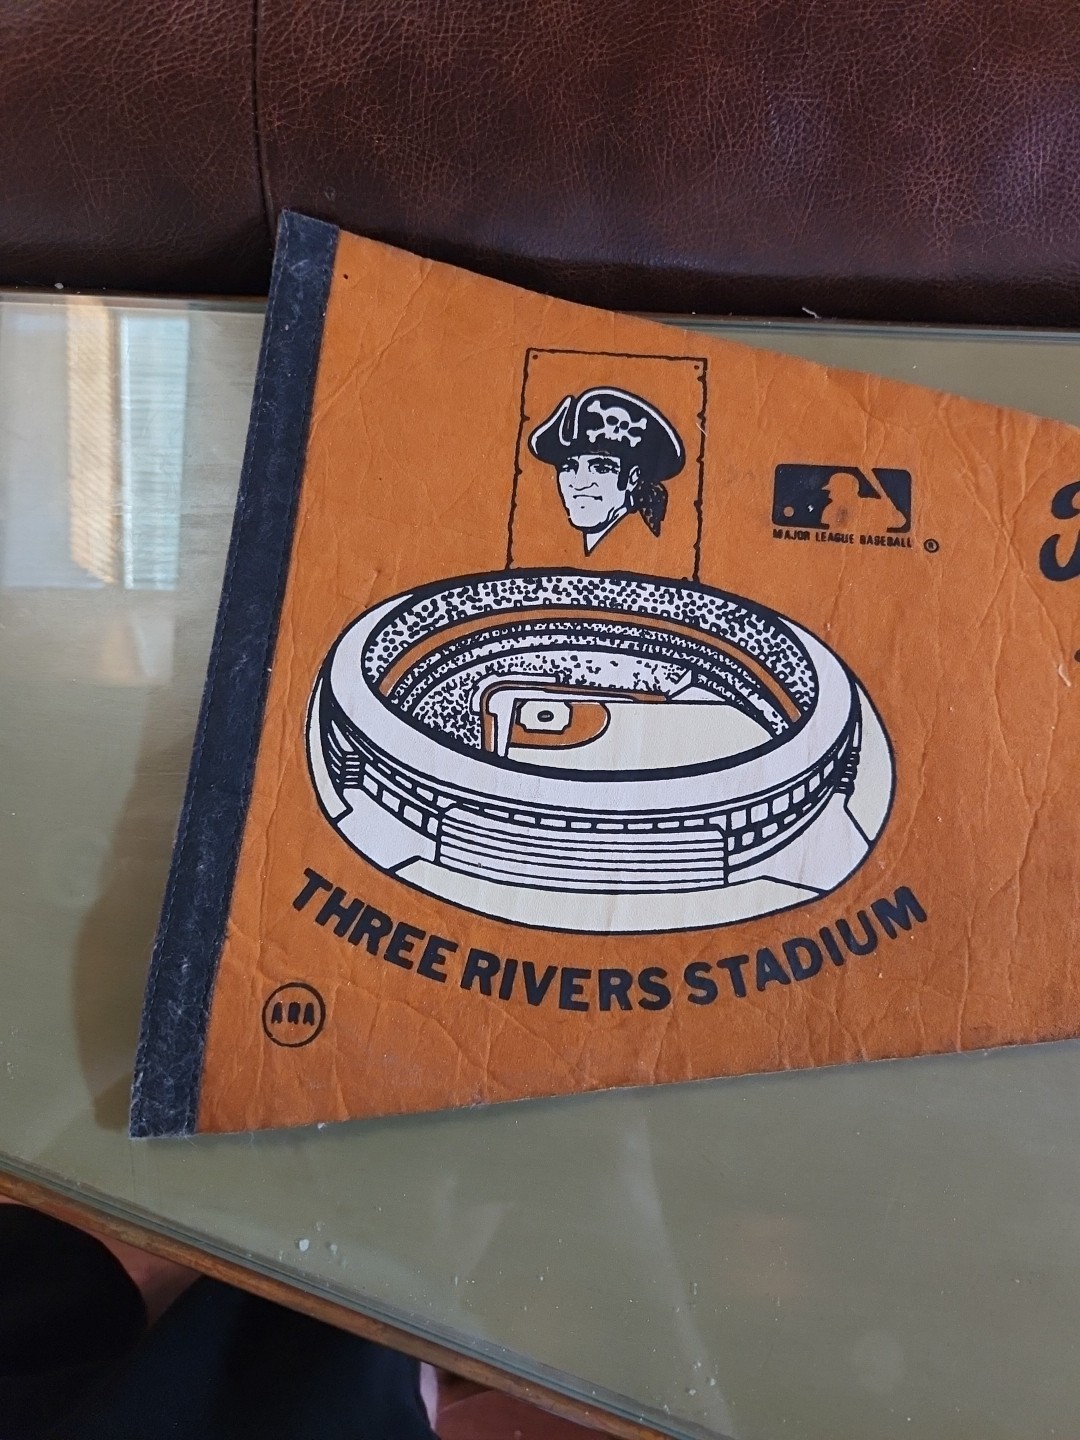 MAJOR LEAGUE BASEBALL ®
THREE RIVERS STADIUM
ARA